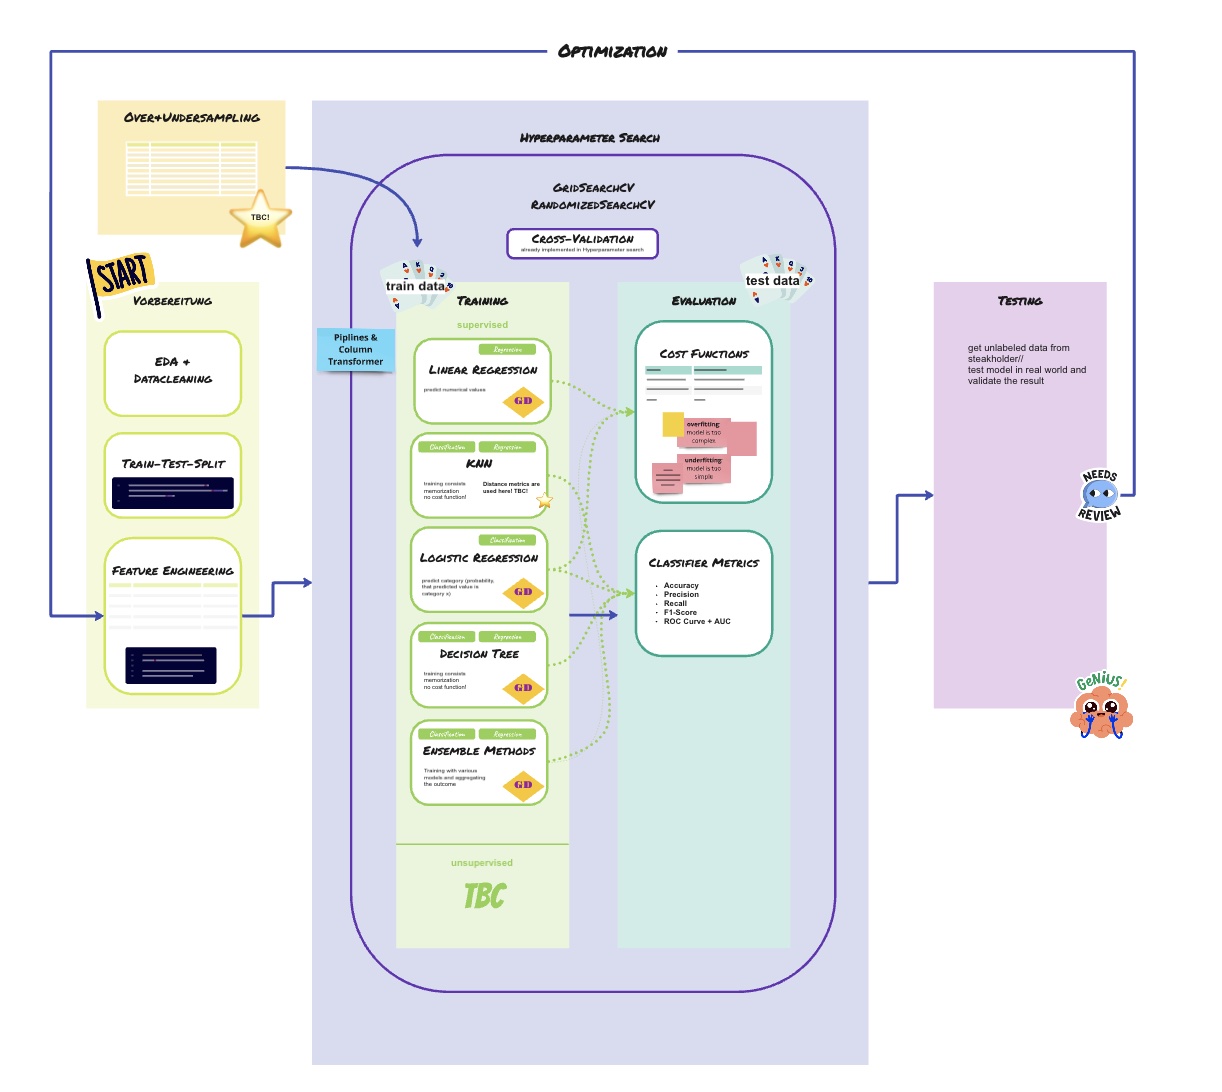 Optimization
Over+Undersampling
TBC!
START
Vorbereitung
EDA +
Datacleaning
Train-Test-Split
Feature Engineering
Hyperparameter Search
GridSearchCV
RandomizedSearchCV
Cross-Validation
already implemented in Hyperparameter search
A K Q J
train data
Training
Piplines &
Column
Transformer
supervised
Regression
Linear Regression
predict numerical values
GD
Classification Regression
KNN
training consists
memorization
no cost function!
Distance metrics are
used here! TBC!
Classification
Logistic Regression
predict category (probability,
that predicted value is
category x)
GD
Classification Regression
Decision Tree
training consists
memorization
no cost function!
GD
Classification Regression
Ensemble Methods
Training with various
models and aggregating
the outcome
GD
unsupervised
TBC
A K Q J
test data
Evaluation
Cost Functions
overfitting:
model is too
complex
underfitting:
model is too
simple
Classifier Metrics
· Accuracy
· Precision
· Recall
· F1-Score
· ROC Curve + AUC
Testing
get unlabeled data from
steakholder//
test model in real world and
validate the result
NEEDS
REVIEW
GENIUS!